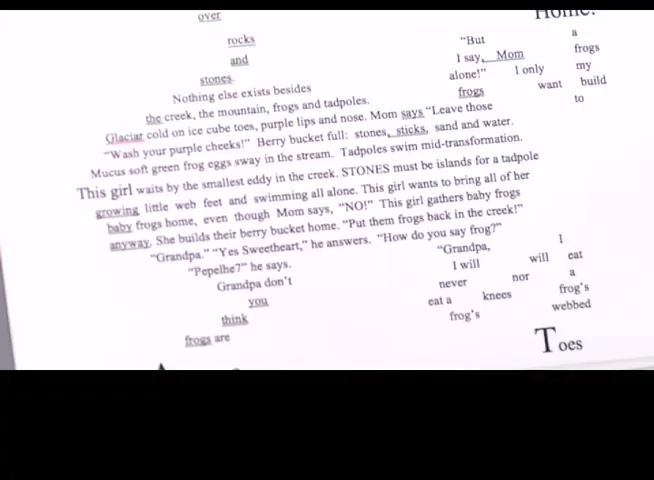 over
rocks
and
stones.
Home.
"But a
I say, Mom frogs
alone!" I only my
frogs want build
to
Nothing else exists besides
the creek, the mountain, frogs and tadpoles.
Glaciar cold on ice cube toes, purple lips and nose. Mom says "Leave those
"Wash your purple cheeks!" Berry bucket full: stones, sticks, sand and water.
Mucus soft green frog eggs sway in the stream. Tadpoles swim mid-transformation.
This girl waits by the smallest eddy in the creek. STONES must be islands for a tadpole
growing little web feet and swimming all alone. This girl wants to bring all of her
baby frogs home, even though Mom says, "NO!" This girl gathers baby frogs
anyway. She builds their berry bucket home. "Put them frogs back in the creek!"
"Grandpa." "Yes Sweetheart," he answers. "How do you say frog?"
"Pepelhe?" he says.
Grandpa don't
you
think
frogs are
"Grandpa, I
I will will eat
never nor a
eat a knees frog's
frog's webbed
Toes